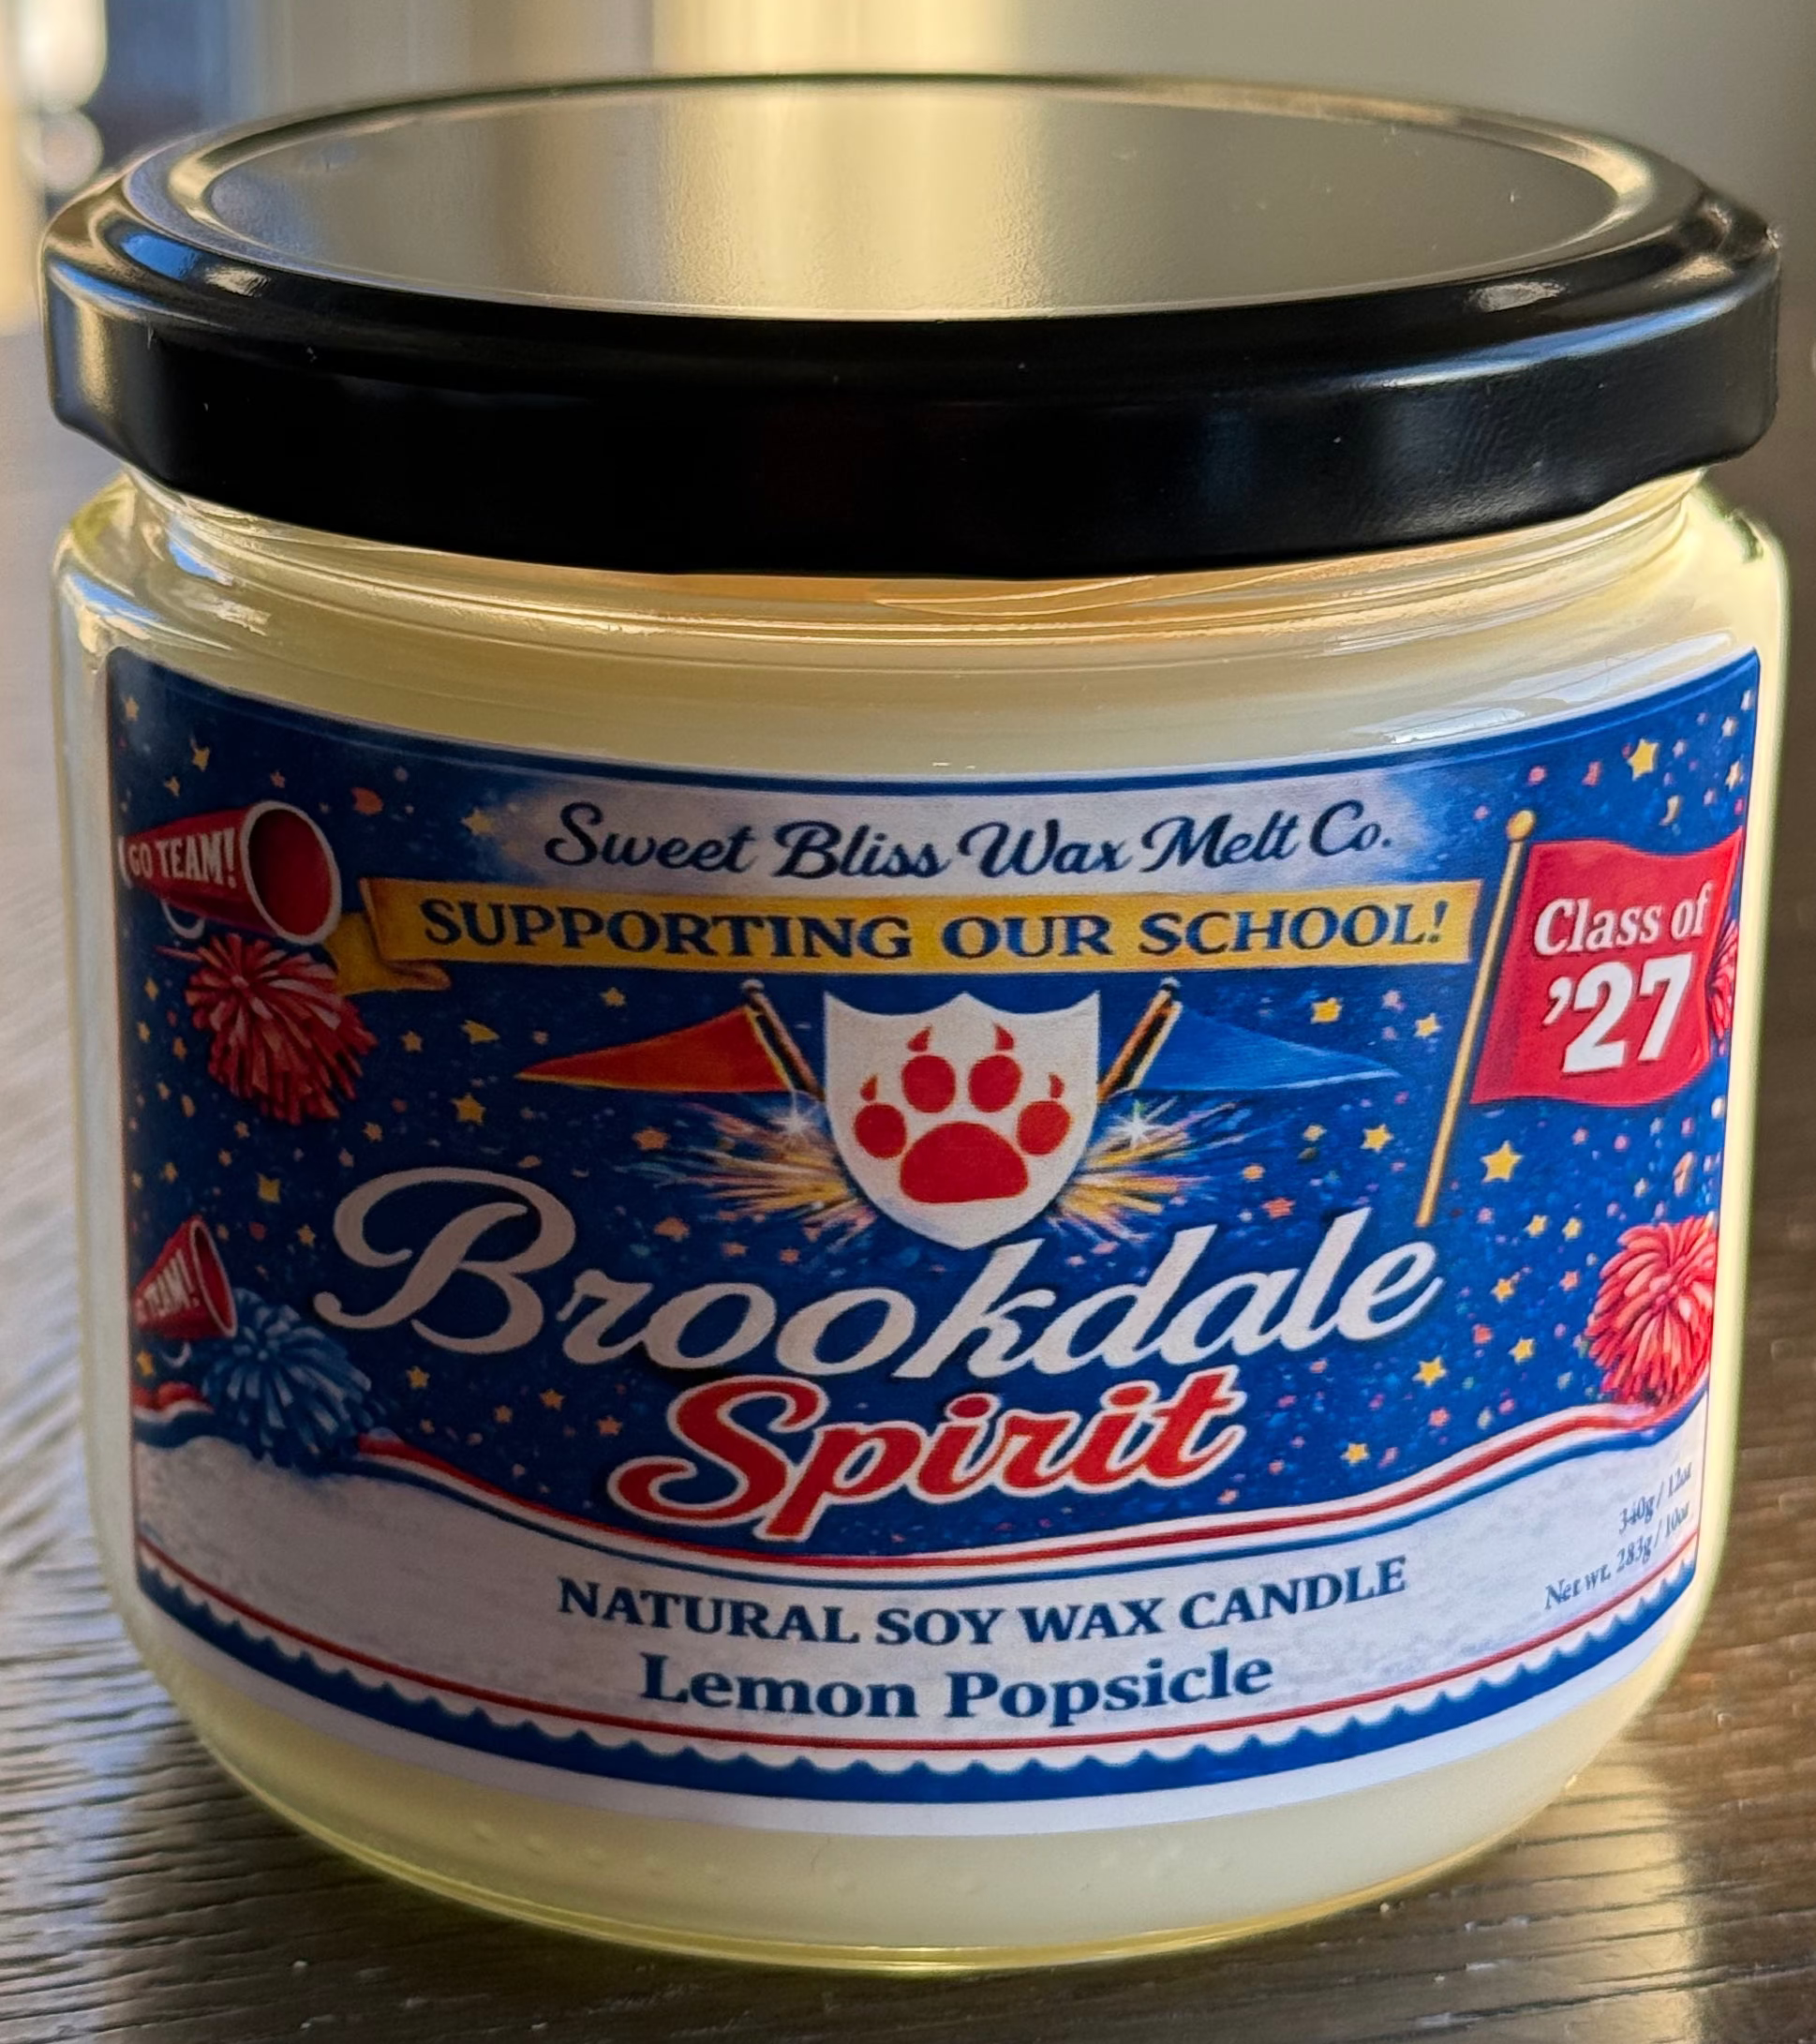 Sweet Bliss Wax Melt Co.
GO TEAM!
SUPPORTING OUR SCHOOL!
Class of
'27
Brookdale
Spirit
TEAM!
340g / 12oz
Net wt. 283g / 10oz
NATURAL SOY WAX CANDLE
Lemon Popsicle